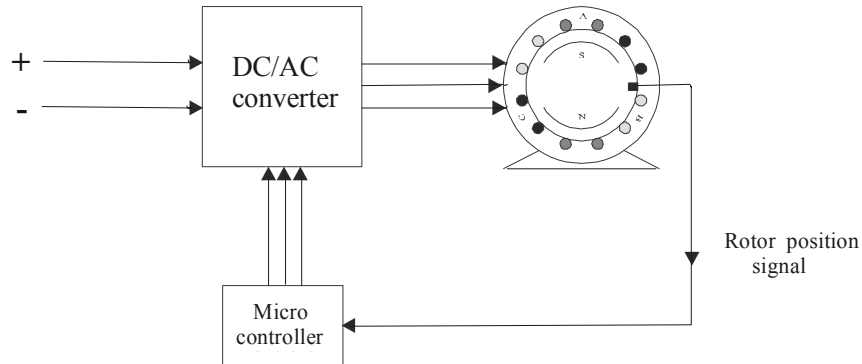 +
-
DC/AC
converter
A
S
N
C
B
Rotor position
signal
Micro
controller